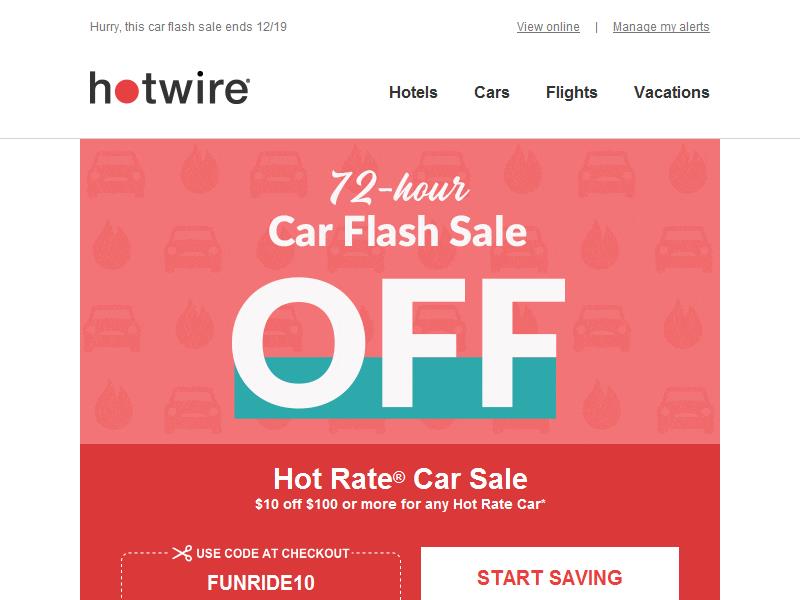 Hurry, this car flash sale ends 12/19
View online | Manage my alerts
hotwire®
Hotels Cars Flights Vacations
72-hour
Car Flash Sale
OFF
Hot Rate® Car Sale
$10 off $100 or more for any Hot Rate Car*
USE CODE AT CHECKOUT
FUNRIDE10
START SAVING